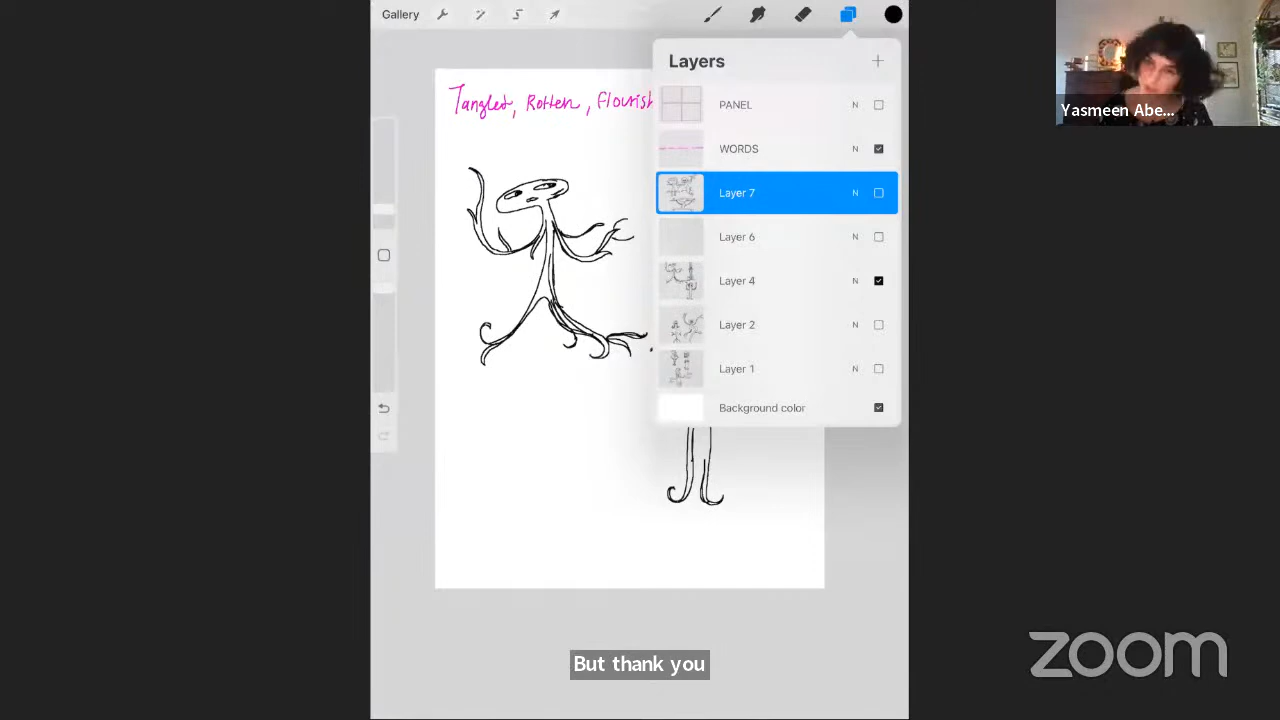 Gallery
Layers
PANEL N
WORDS N
Layer 7 N
Layer 6 N
Layer 4 N
Layer 2 N
Layer 1 N
Background color
Tangled, Rotten, Flourish
Yasmeen Abe...
But thank you
zoom